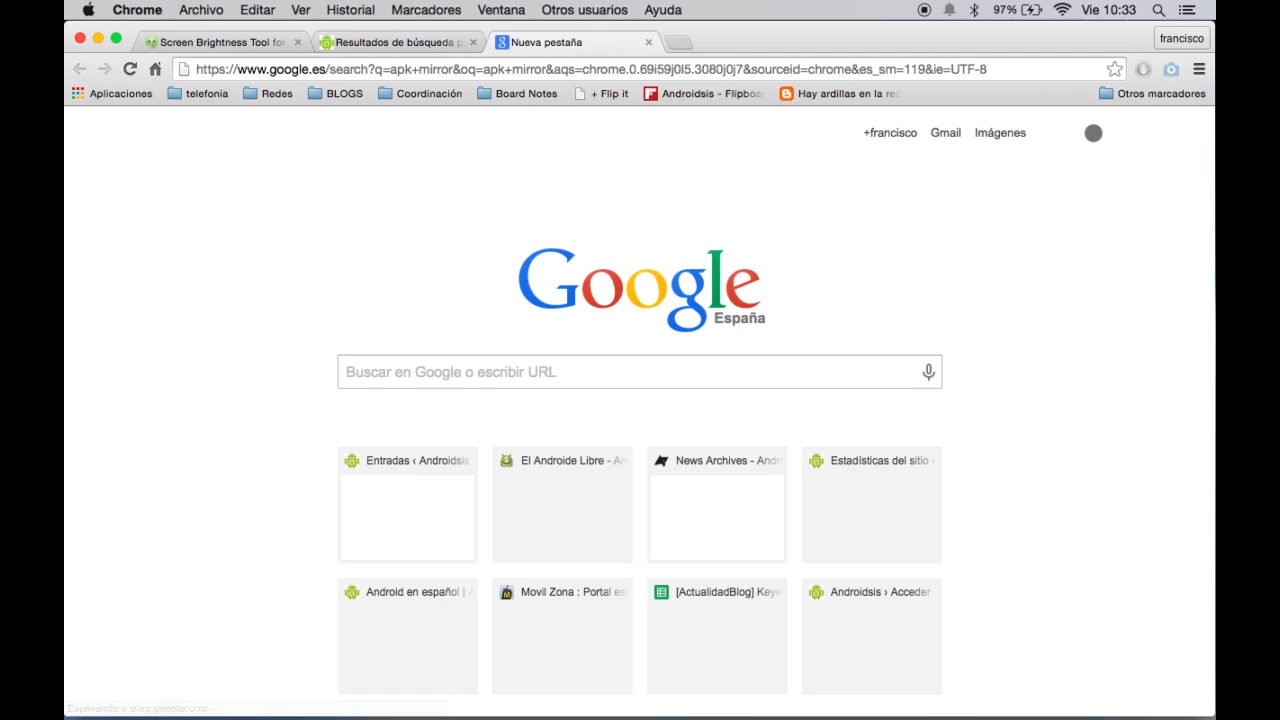 Chrome Archivo Editar Ver Historial Marcadores Ventana Otros usuarios Ayuda 97% Vie 10:33
Screen Brightness Tool for Resultados de búsqueda p Nueva pestaña francisco
https://www.google.es/search?q=apk+mirror&oq=apk+mirror&aqs=chrome.0.69i59j0l5.3080j0j7&sourceid=chrome&es_sm=119&ie=UTF-8
Aplicaciones telefonia Redes BLOGS Coordinación Board Notes + Flip it Androidsis - Flipboar Hay ardillas en la re Otros marcadores
+francisco Gmail Imágenes
Google
España
Buscar en Google o escribir URL
Entradas ‹ Androidsis El Androide Libre - An News Archives - Andr Estadísticas del sitio ‹
Android en español | A Movil Zona : Portal es [ActualidadBlog] Keyw Androidsis › Acceder
Esperando a